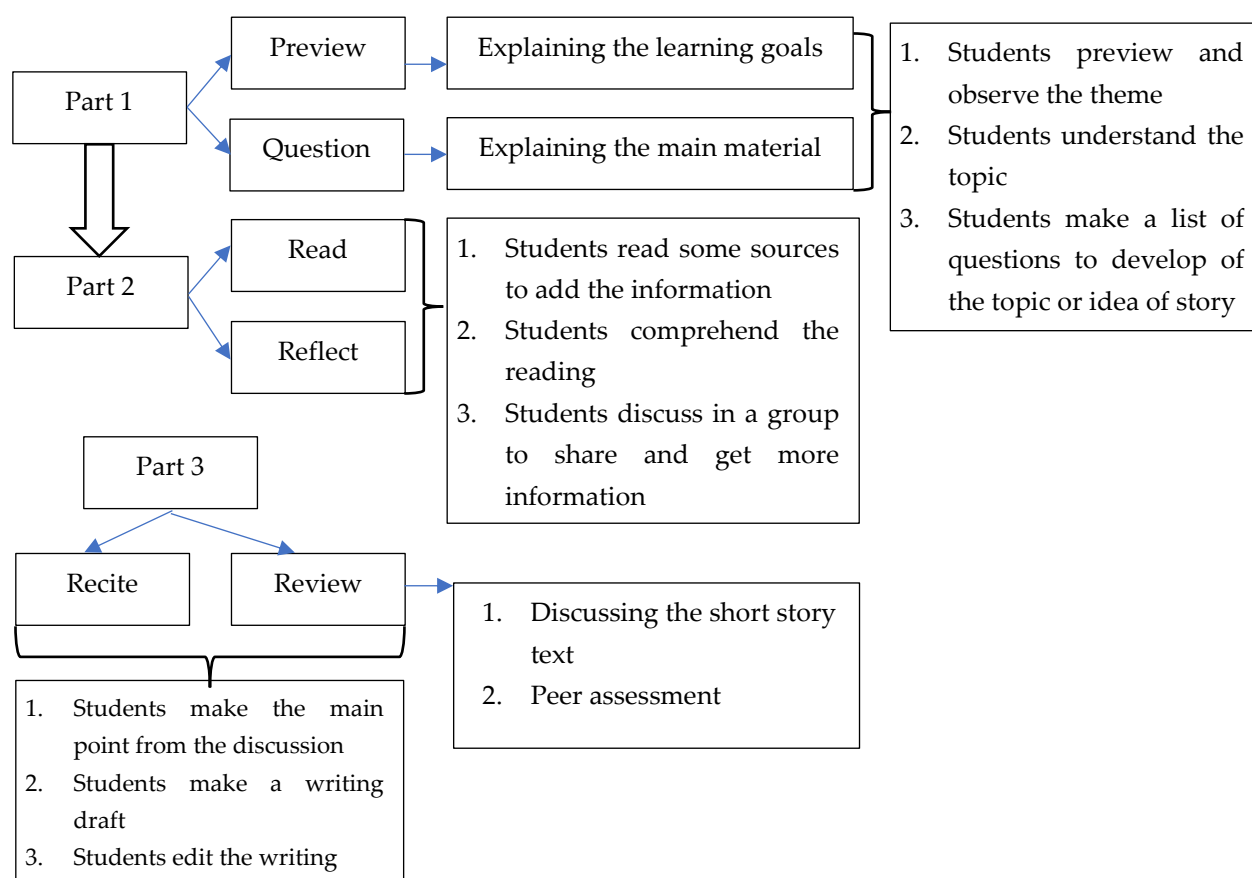 Part 1
Preview
Explaining the learning goals
Question
Explaining the main material
1. Students preview and
observe the theme
2. Students understand the
topic
3. Students make a list of
questions to develop of
the topic or idea of story
Part 2
Read
Reflect
1. Students read some sources
to add the information
2. Students comprehend the
reading
3. Students discuss in a group
to share and get more
information
Part 3
Recite
Review
1. Students make the main
point from the discussion
2. Students make a writing
draft
3. Students edit the writing
1. Discussing the short story
text
2. Peer assessment